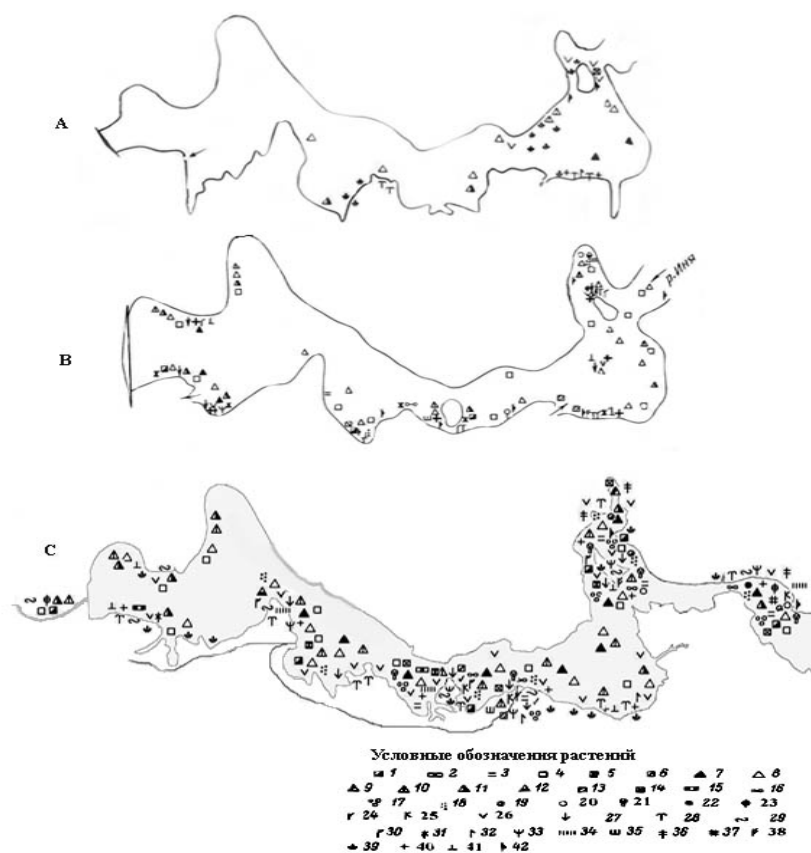 A
B
р. Иня
C
Условные обозначения растений
1 2 3 4 5 6 7 8
9 10 11 12 13 14 15 16
17 18 19 20 21 22 23
24 25 26 27 28 29
30 31 32 33 34 35 36 37 38
39 40 41 42